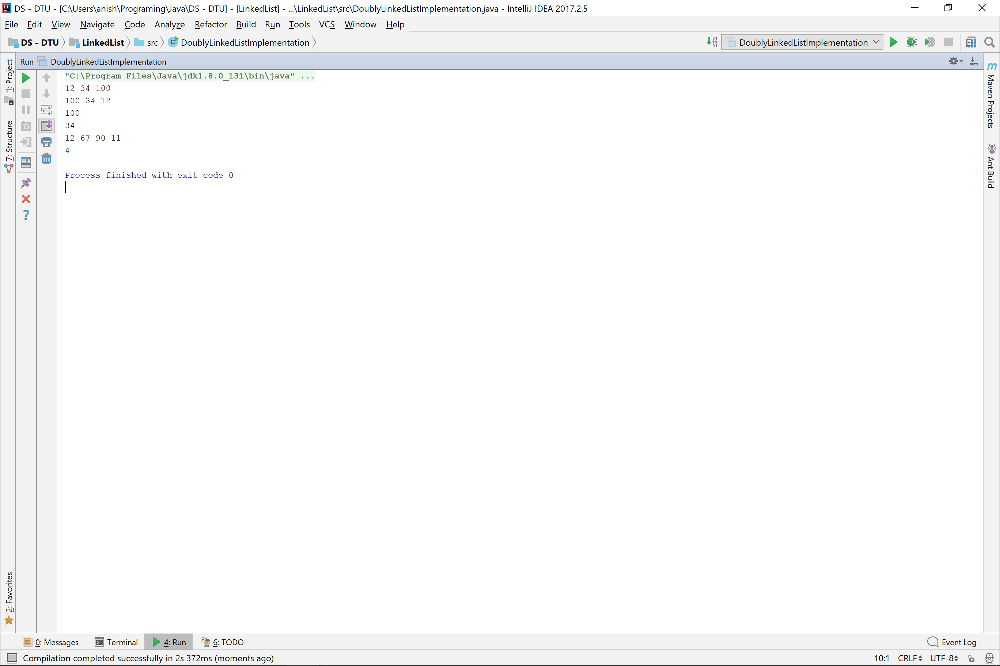 DS - DTU - [C:\Users\anish\Programing\Java\DS - DTU] - [LinkedList] - ...\LinkedList\src\DoublyLinkedListImplementation.java - IntelliJ IDEA 2017.2.5
File Edit View Navigate Code Analyze Refactor Build Run Tools VCS Window Help
DS - DTU LinkedList src DoublyLinkedListImplementation DoublyLinkedListImplementation
Run DoublyLinkedListImplementation
1: Project
7: Structure
2: Favorites
"C:\Program Files\Java\jdk1.8.0_131\bin\java" ...
12 34 100
100 34 12
100
34
12 67 90 11
4
Process finished with exit code 0
Maven Projects
Ant Build
0: Messages Terminal 4: Run 6: TODO Event Log
Compilation completed successfully in 2s 372ms (moments ago) 10:1 CRLF UTF-8